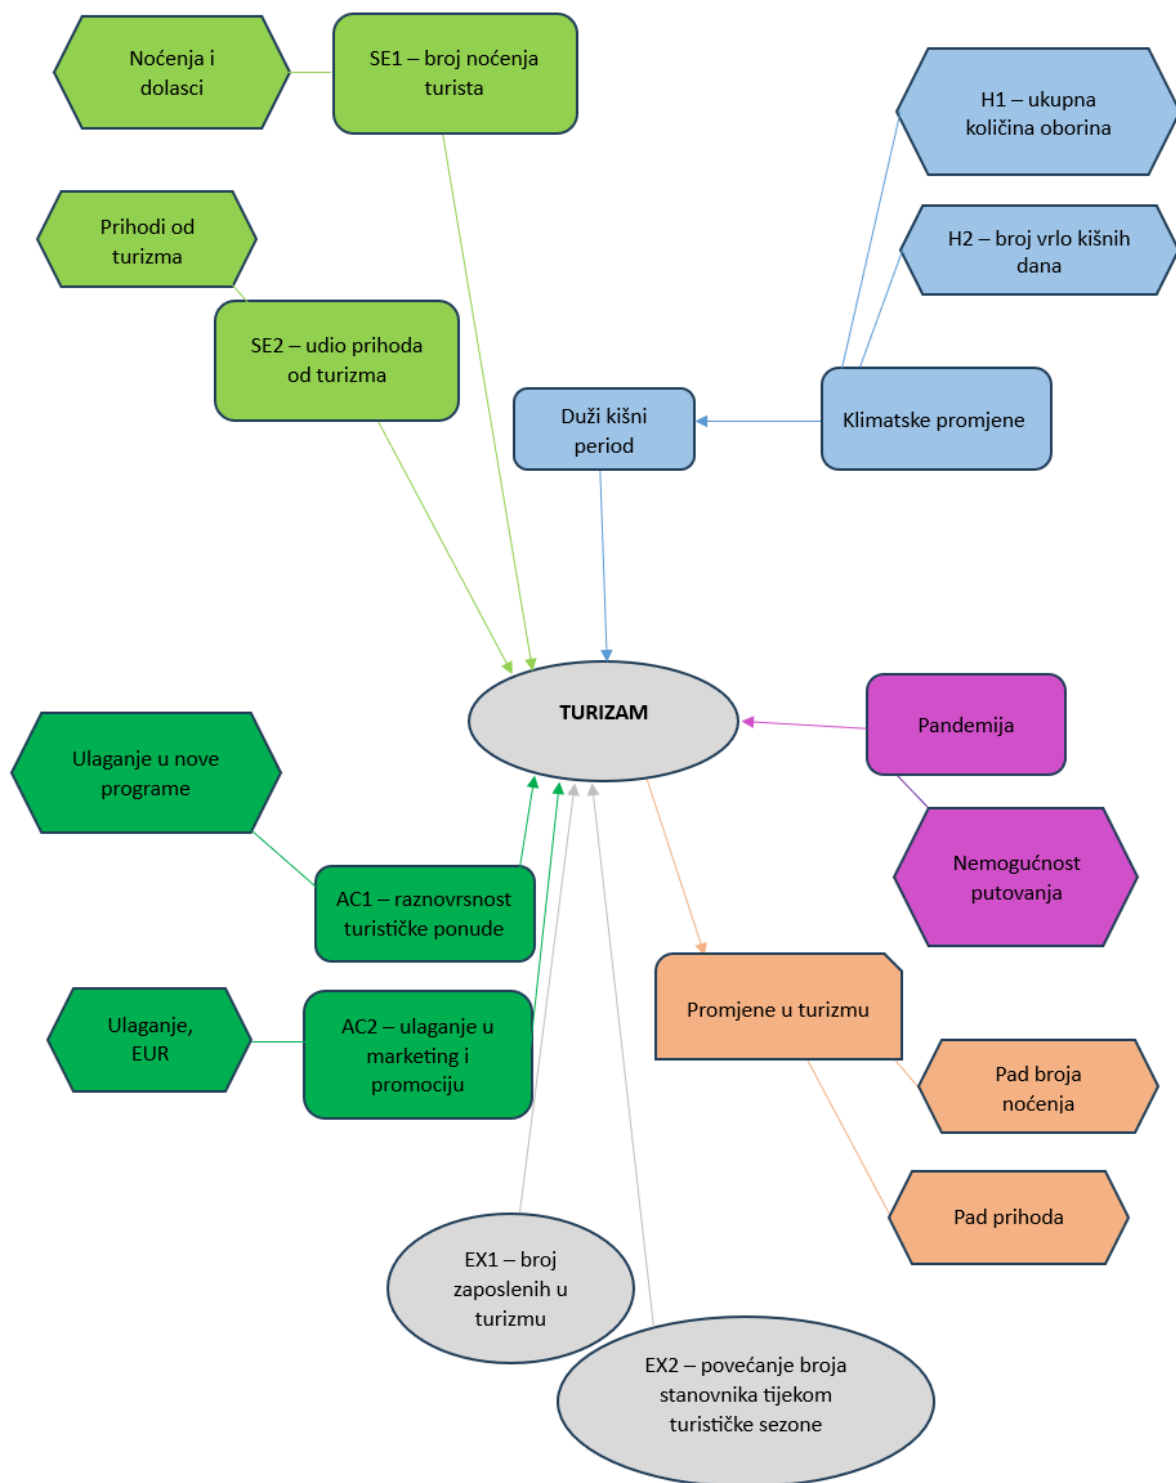 Noćenja i
dolasci
SE1 – broj noćenja
turista
H1 – ukupna
količina oborina
Prihodi od
turizma
H2 – broj vrlo kišnih
dana
SE2 – udio prihoda
od turizma
Duži kišni
period
Klimatske promjene
TURIZAM
Pandemija
Ulaganje u nove
programe
Nemogućnost
putovanja
AC1 – raznovrsnost
turističke ponude
Promjene u turizmu
Ulaganje,
EUR
AC2 – ulaganje u
marketing i
promociju
Pad broja
noćenja
Pad prihoda
EX1 – broj
zaposlenih u
turizmu
EX2 – povećanje broja
stanovnika tijekom
turističke sezone